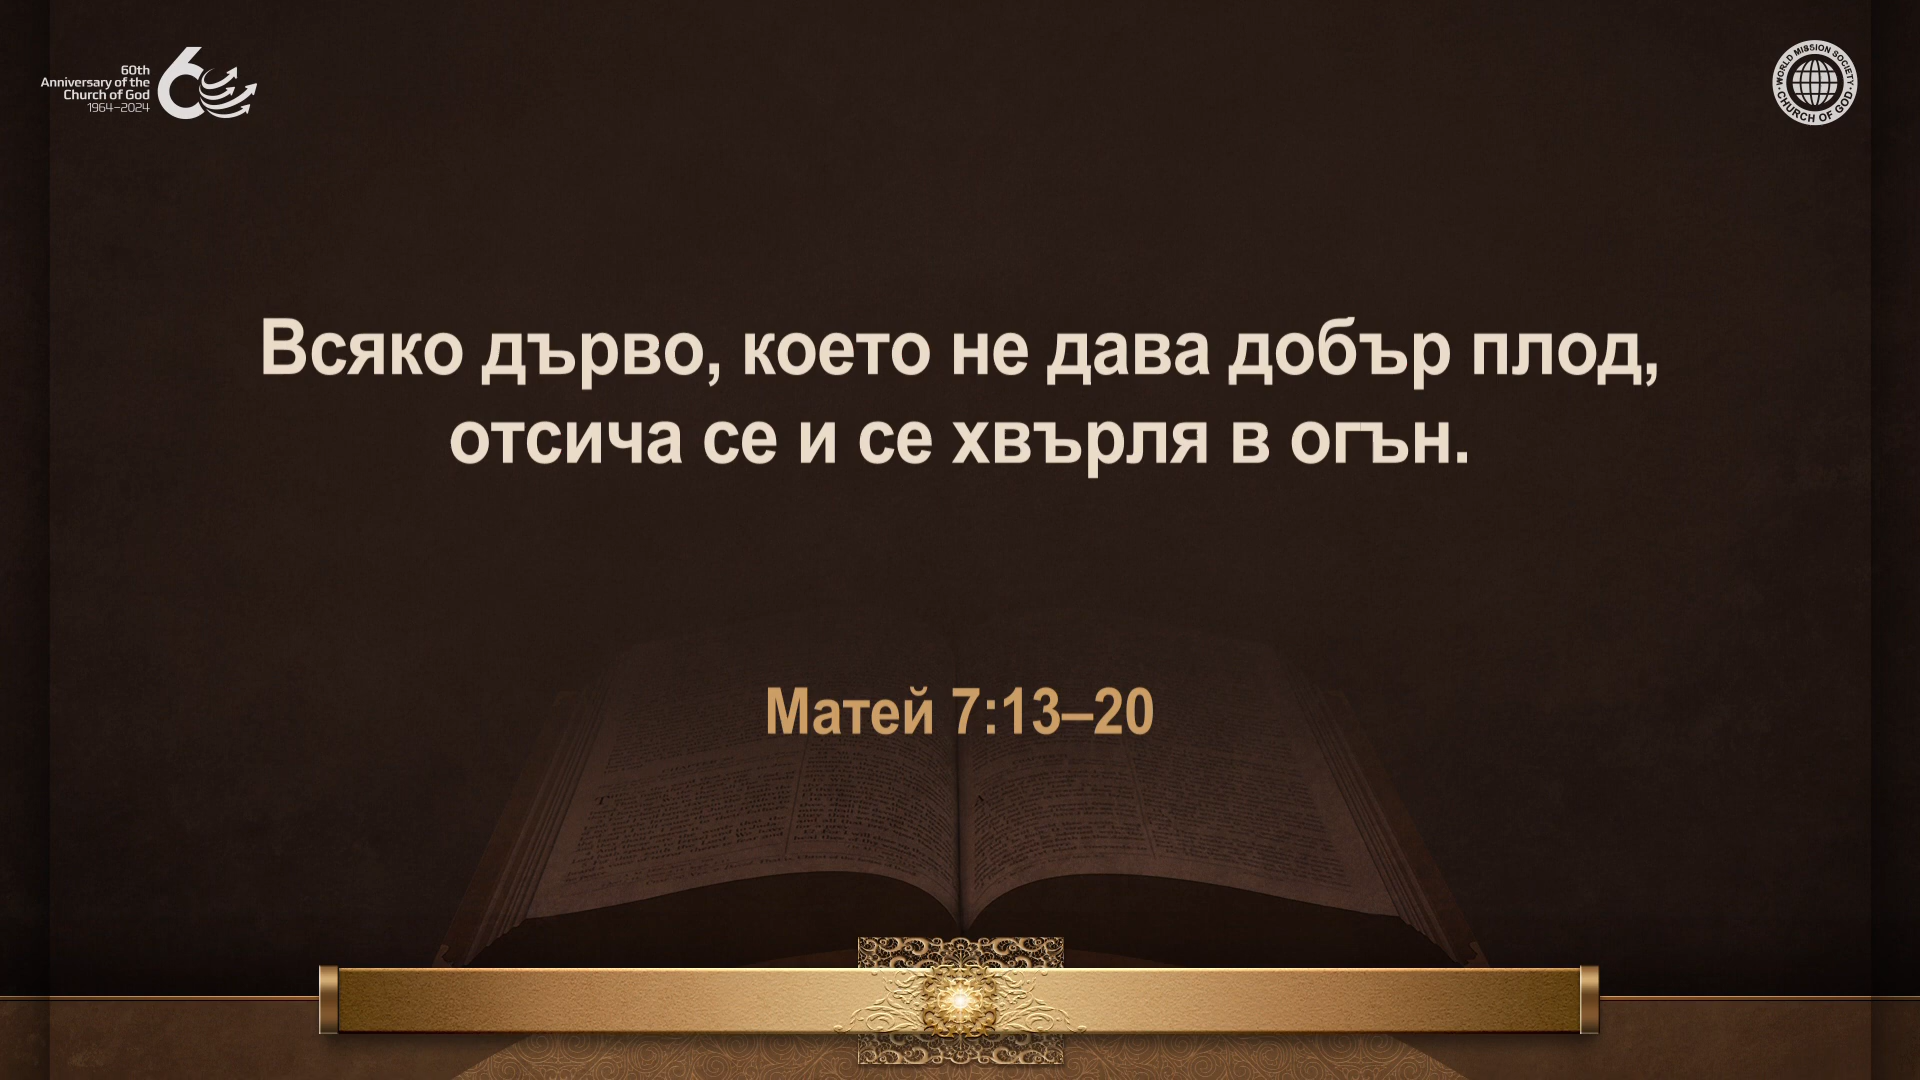 60th
Anniversary of the
Church of God
1964–2024
WORLD MISSION SOCIETY
CHURCH OF GOD
Всяко дърво, което не дава добър плод,
отсича се и се хвърля в огън.
Матей 7:13–20